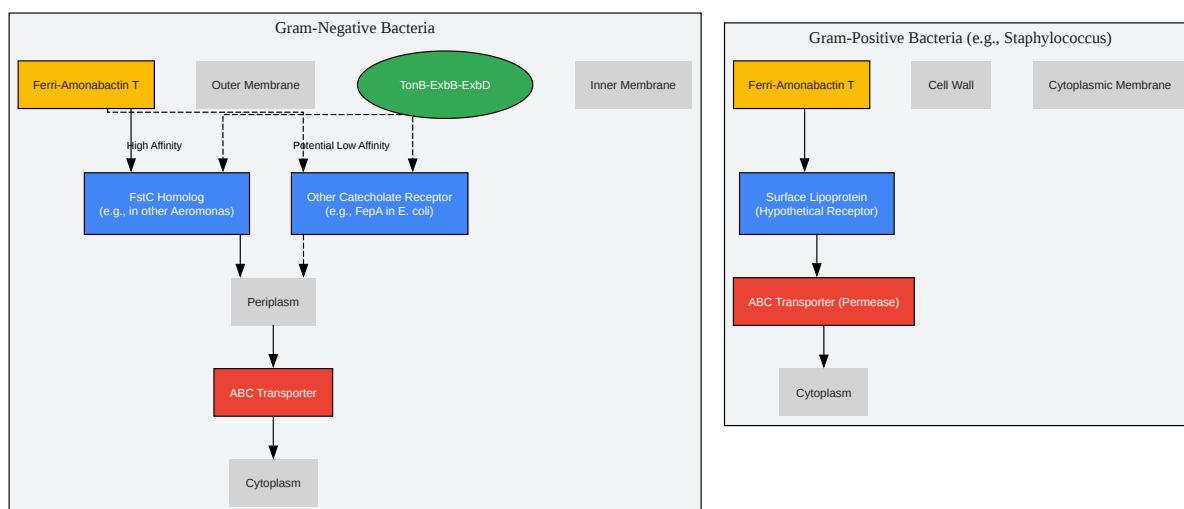 Gram-Negative Bacteria
Ferri-Amonabactin T
Outer Membrane
TonB-ExbB-ExbD
Inner Membrane
High Affinity
Potential Low Affinity
FstC Homolog
(e.g., in other Aeromonas)
Other Catecholate Receptor
(e.g., FepA in E. coli)
Periplasm
ABC Transporter
Cytoplasm
Gram-Positive Bacteria (e.g., Staphylococcus)
Ferri-Amonabactin T
Cell Wall
Cytoplasmic Membrane
Surface Lipoprotein
(Hypothetical Receptor)
ABC Transporter (Permease)
Cytoplasm